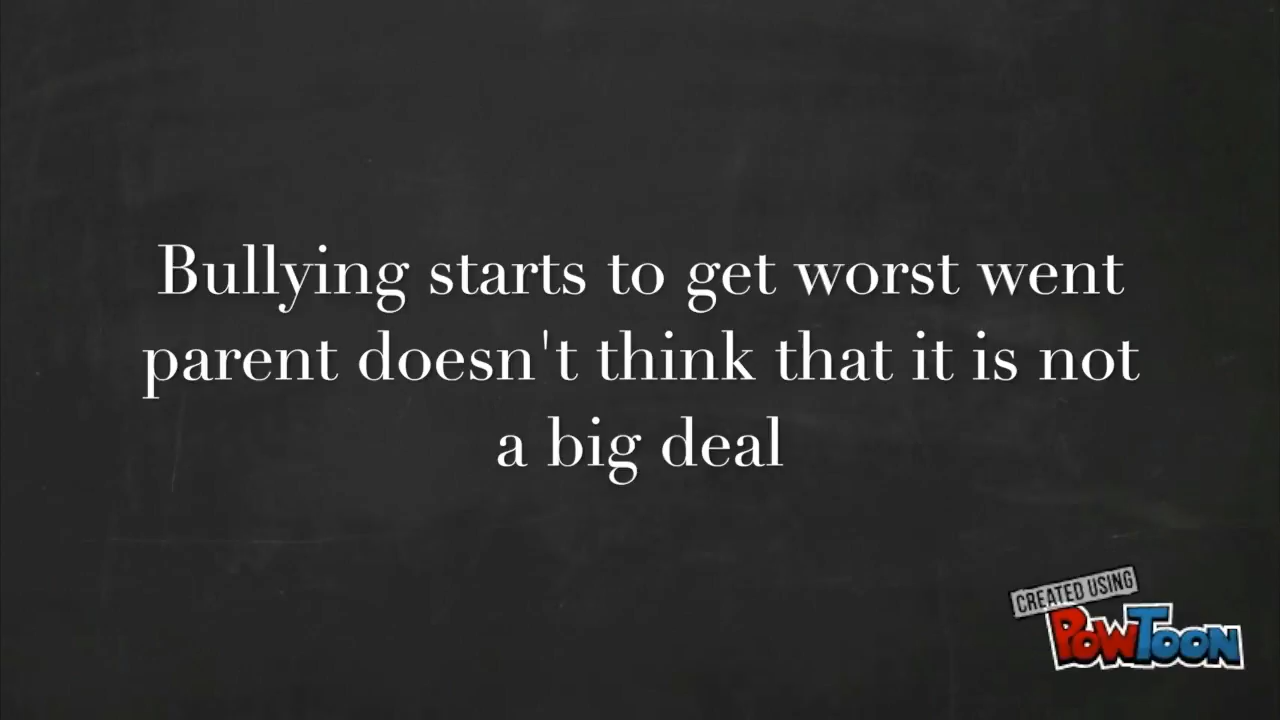 Bullying starts to get worst went
parent doesn't think that it is not
a big deal
CREATED USING
POWTOON